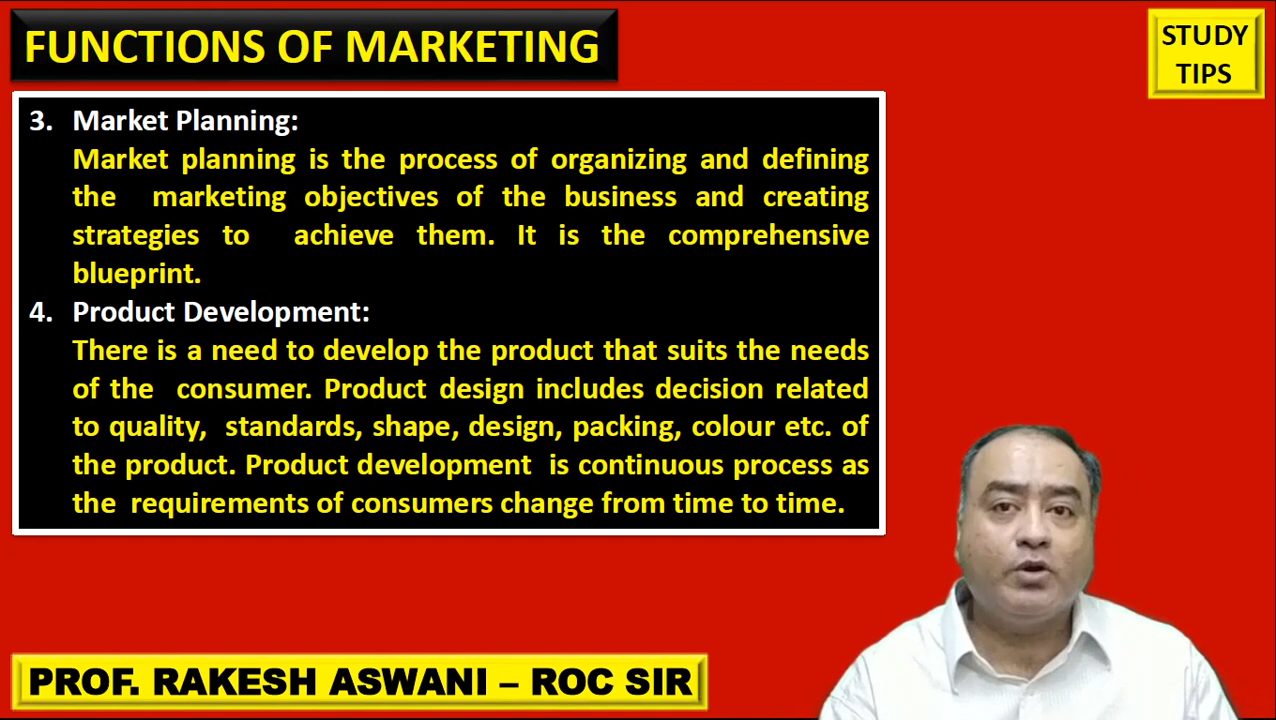 FUNCTIONS OF MARKETING
STUDY
TIPS
3. Market Planning:
Market planning is the process of organizing and defining
the marketing objectives of the business and creating
strategies to achieve them. It is the comprehensive
blueprint.
4. Product Development:
There is a need to develop the product that suits the needs
of the consumer. Product design includes decision related
to quality, standards, shape, design, packing, colour etc. of
the product. Product development is continuous process as
the requirements of consumers change from time to time.
PROF. RAKESH ASWANI – ROC SIR